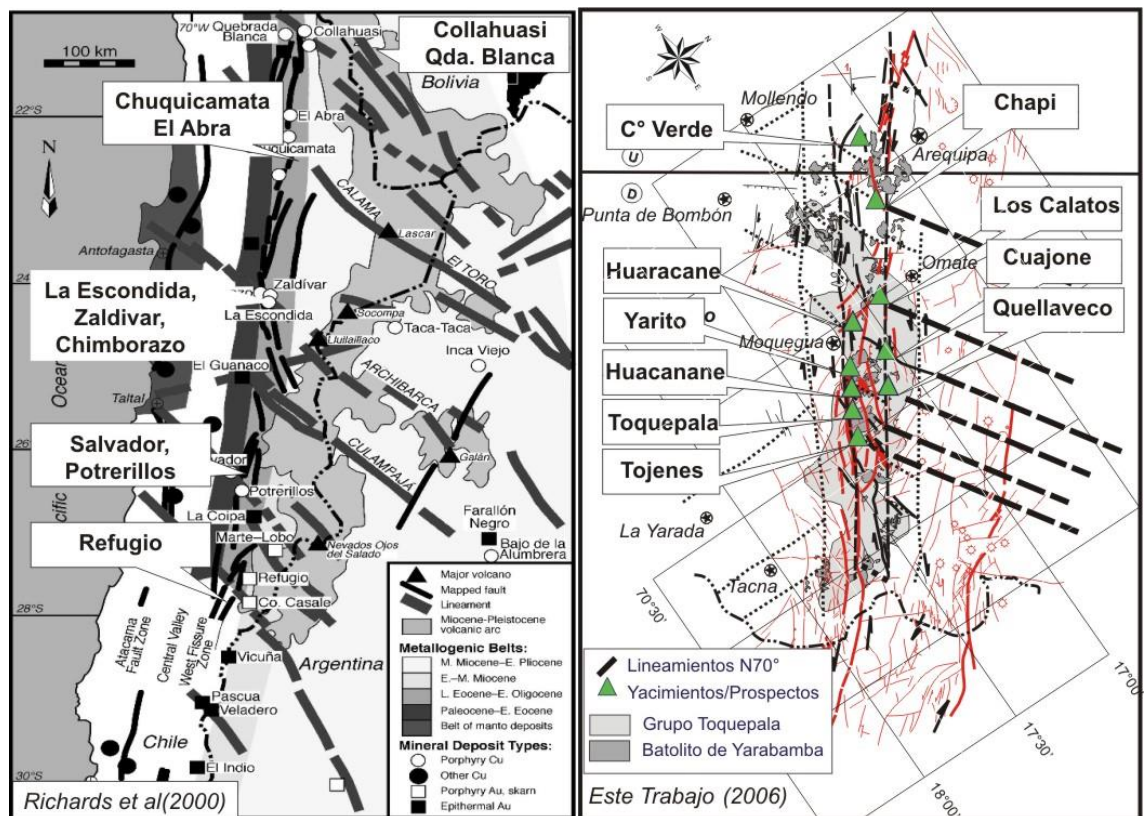 70°W
Quebrada
Blanca
Collahuasi
Collahuasi
Qda. Blanca
Bolivia
100 km
22°S
Chuquicamata
El Abra
El Abra
uquicamata
N
CALAMA
Lascar
El TORO
Antofagasta
24
Zaldívar
La Escondida,
Zaldivar,
Chimborazo
La Escondida
Socompa
Llullaillaco
Taca-Taca
Inca Viejo
El Guanaco
ARCHIBARCA
Ocean
Taltal
CULAMPAJÁ
Galán
26
Salvador,
Potrerillos
vador
Potrerillos
La Coipa
Marte–Lobo
Nevados Ojos
del Salado
Farallón
Negro
Bajo de la
Alumbrera
cific
Refugio
Refugio
Co. Casale
28°S
Atacama
Fault Zone
Central Valley
West Fissure
Zone
Vicuña
Argentina
Pascua
Veladero
Chile
El Indio
30°S
Major volcano
Mapped fault
Lineament
Miocene-Pleistocene
volcanic arc
Metallogenic Belts:
M. Miocene–E. Pliocene
E.–M. Miocene
L. Eocene–E. Oligocene
Paleocene–E. Eocene
Belt of manto deposits
Mineral Deposit Types:
Porphyry Cu
Other Cu
Porphyry Au, skarn
Epithermal Au
Richards et al(2000)
W
N
S
E
Mollendo
C° Verde
Chapi
Arequipa
U
D
Punta de Bombón
Los Calatos
Huaracane
Omate
Cuajone
Yarito
O
Quellaveco
Moquequa
Huacanane
Toquepala
Tojenes
La Yarada
Tacna
70°30'
17°00'
17°30'
18°00'
Lineamientos N70°
Yacimientos/Prospectos
Grupo Toquepala
Batolito de Yarabamba
Este Trabajo (2006)